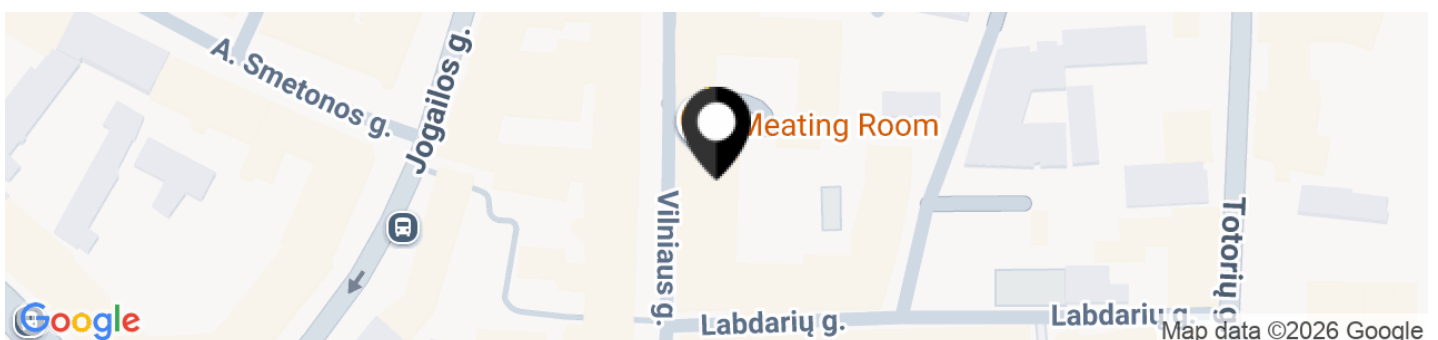 A. Smetonos g.
Jogailos g.
Meating Room
Vilniaus g.
Totorių g.
Labdarių g.
Labdarių g.
Google
Map data ©2026 Google